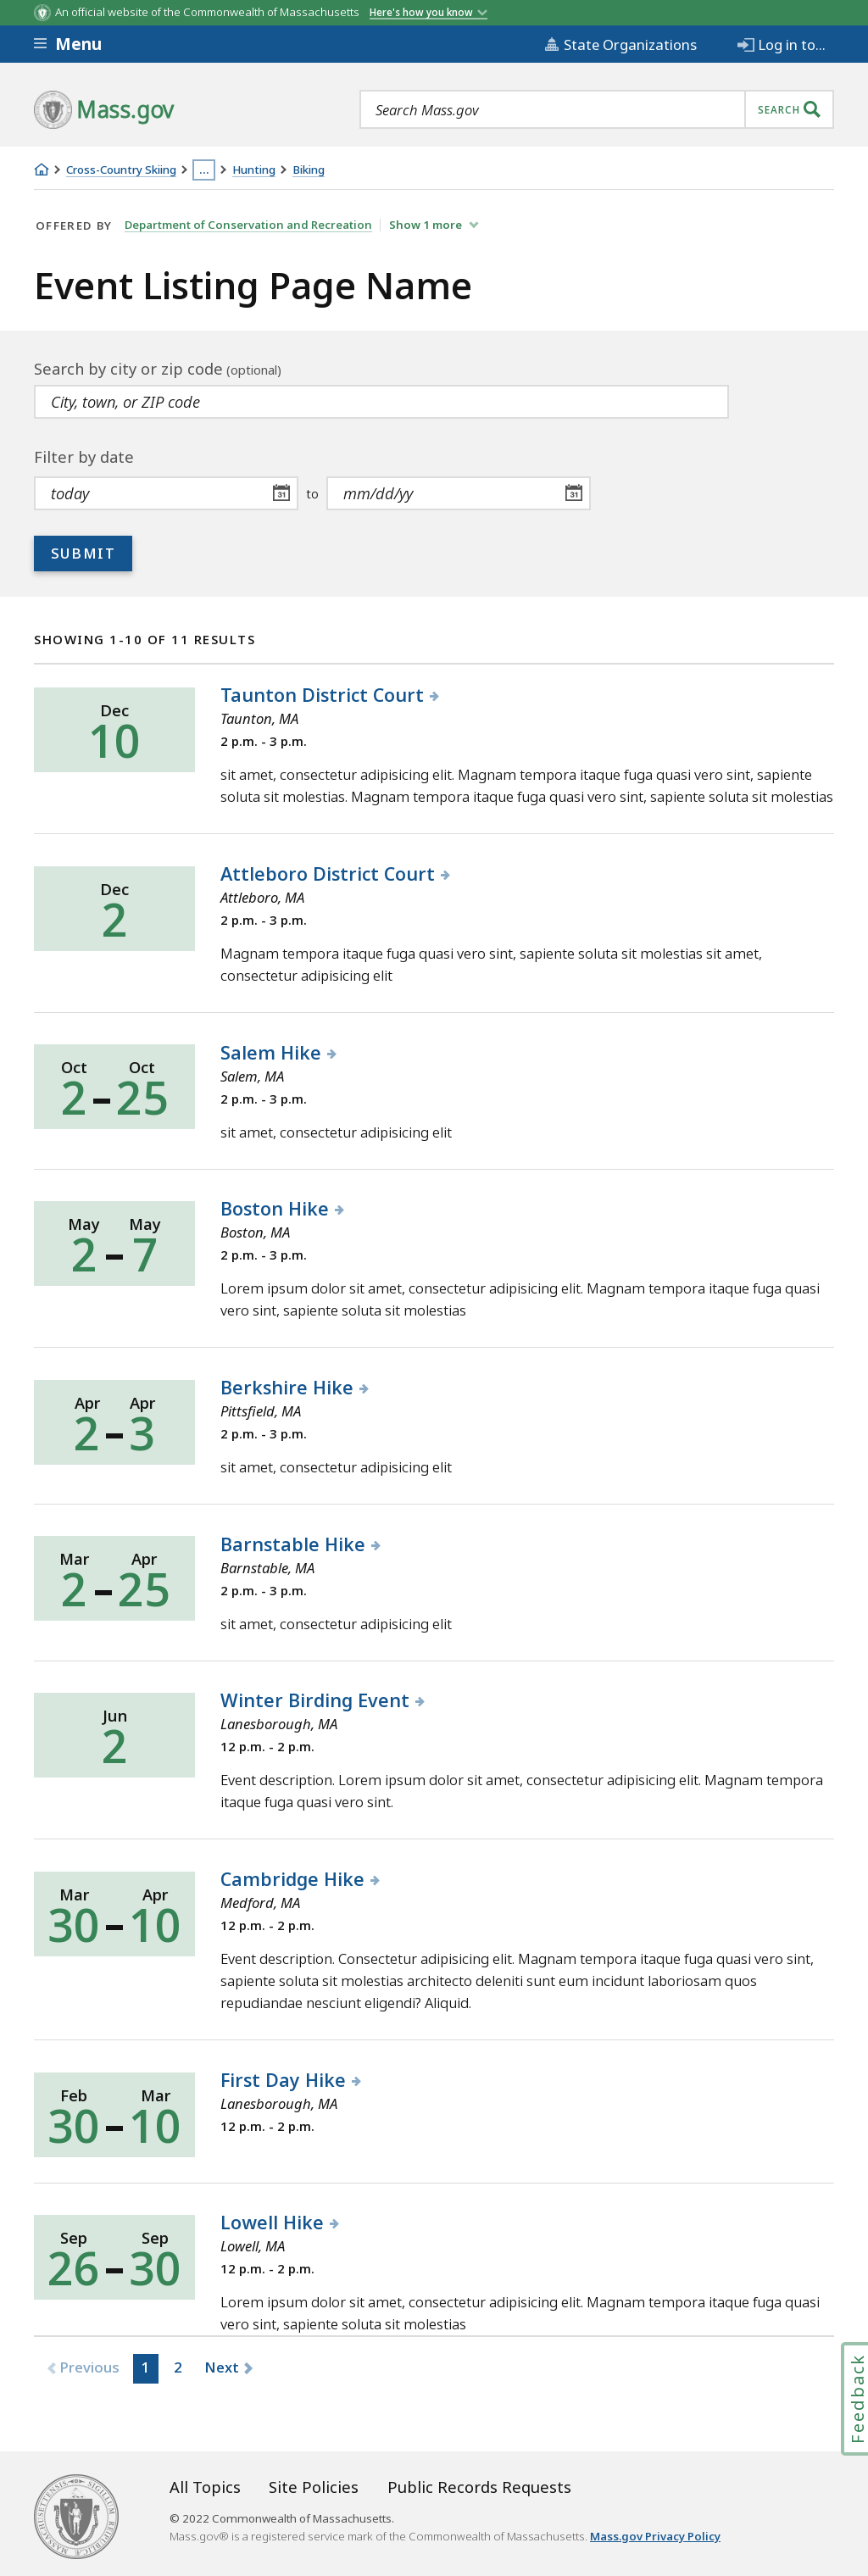 An official website of the Commonwealth of Massachusetts Here's how you know
Menu State Organizations Log in to...
Mass.gov Search Mass.gov SEARCH
Cross-Country Skiing ... Hunting Biking
OFFERED BY Department of Conservation and Recreation Show 1 more
Event Listing Page Name
Search by city or zip code (optional)
City, town, or ZIP code
Filter by date
today 31 to mm/dd/yy 31
SUBMIT
SHOWING 1-10 OF 11 RESULTS
Dec
10
Taunton District Court
Taunton, MA
2 p.m. - 3 p.m.
sit amet, consectetur adipisicing elit. Magnam tempora itaque fuga quasi vero sint, sapiente
soluta sit molestias. Magnam tempora itaque fuga quasi vero sint, sapiente soluta sit molestias
Dec
2
Attleboro District Court
Attleboro, MA
2 p.m. - 3 p.m.
Magnam tempora itaque fuga quasi vero sint, sapiente soluta sit molestias sit amet,
consectetur adipisicing elit
Oct Oct
2 – 25
Salem Hike
Salem, MA
2 p.m. - 3 p.m.
sit amet, consectetur adipisicing elit
May May
2 – 7
Boston Hike
Boston, MA
2 p.m. - 3 p.m.
Lorem ipsum dolor sit amet, consectetur adipisicing elit. Magnam tempora itaque fuga quasi
vero sint, sapiente soluta sit molestias
Apr Apr
2 – 3
Berkshire Hike
Pittsfield, MA
2 p.m. - 3 p.m.
sit amet, consectetur adipisicing elit
Mar Apr
2 – 25
Barnstable Hike
Barnstable, MA
2 p.m. - 3 p.m.
sit amet, consectetur adipisicing elit
Jun
2
Winter Birding Event
Lanesborough, MA
12 p.m. - 2 p.m.
Event description. Lorem ipsum dolor sit amet, consectetur adipisicing elit. Magnam tempora
itaque fuga quasi vero sint.
Mar Apr
30 – 10
Cambridge Hike
Medford, MA
12 p.m. - 2 p.m.
Event description. Consectetur adipisicing elit. Magnam tempora itaque fuga quasi vero sint,
sapiente soluta sit molestias architecto deleniti sunt eum incidunt laboriosam quos
repudiandae nesciunt eligendi? Aliquid.
Feb Mar
30 – 10
First Day Hike
Lanesborough, MA
12 p.m. - 2 p.m.
Sep Sep
26 – 30
Lowell Hike
Lowell, MA
12 p.m. - 2 p.m.
Lorem ipsum dolor sit amet, consectetur adipisicing elit. Magnam tempora itaque fuga quasi
vero sint, sapiente soluta sit molestias
Previous 1 2 Next
Feedback
All Topics Site Policies Public Records Requests
© 2022 Commonwealth of Massachusetts.
Mass.gov® is a registered service mark of the Commonwealth of Massachusetts. Mass.gov Privacy Policy